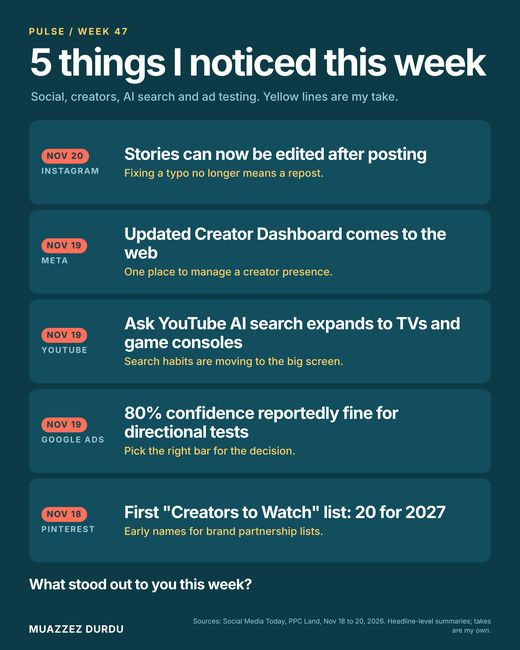 PULSE / WEEK 47
5 things I noticed this week
Social, creators, AI search and ad testing. Yellow lines are my take.
NOV 20
INSTAGRAM
Stories can now be edited after posting
Fixing a typo no longer means a repost.
NOV 19
META
Updated Creator Dashboard comes to the
web
One place to manage a creator presence.
NOV 19
YOUTUBE
Ask YouTube AI search expands to TVs and
game consoles
Search habits are moving to the big screen.
NOV 19
GOOGLE ADS
80% confidence reportedly fine for
directional tests
Pick the right bar for the decision.
NOV 18
PINTEREST
First "Creators to Watch" list: 20 for 2027
Early names for brand partnership lists.
What stood out to you this week?
MUAZZEZ DURDU
Sources: Social Media Today, PPC Land, Nov 18 to 20, 2026. Headline-level summaries; takes
are my own.